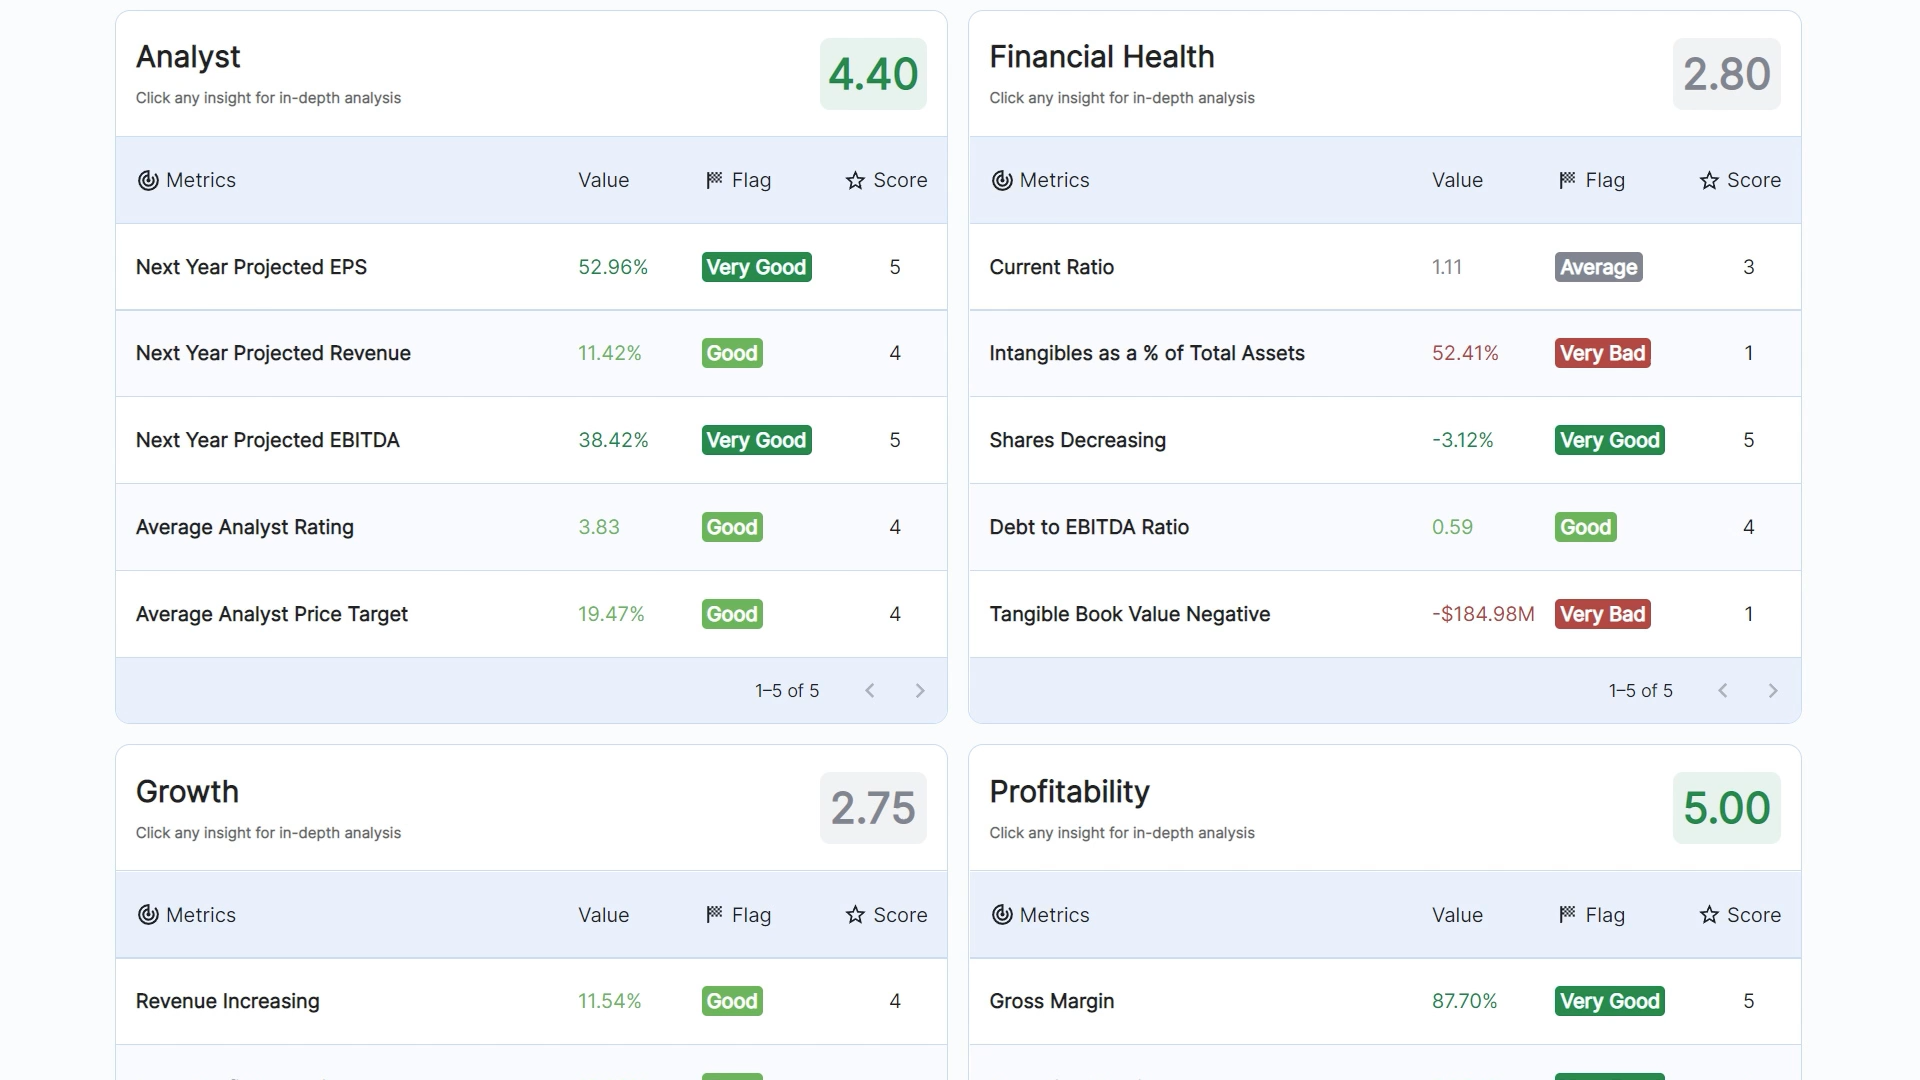 Analyst
4.40
Click any insight for in-depth analysis
Metrics Value Flag Score
Next Year Projected EPS 52.96% Very Good 5
Next Year Projected Revenue 11.42% Good 4
Next Year Projected EBITDA 38.42% Very Good 5
Average Analyst Rating 3.83 Good 4
Average Analyst Price Target 19.47% Good 4
1–5 of 5
Financial Health
2.80
Click any insight for in-depth analysis
Metrics Value Flag Score
Current Ratio 1.11 Average 3
Intangibles as a % of Total Assets 52.41% Very Bad 1
Shares Decreasing -3.12% Very Good 5
Debt to EBITDA Ratio 0.59 Good 4
Tangible Book Value Negative -$184.98M Very Bad 1
1–5 of 5
Growth
2.75
Click any insight for in-depth analysis
Metrics Value Flag Score
Revenue Increasing 11.54% Good 4
Profitability
5.00
Click any insight for in-depth analysis
Metrics Value Flag Score
Gross Margin 87.70% Very Good 5